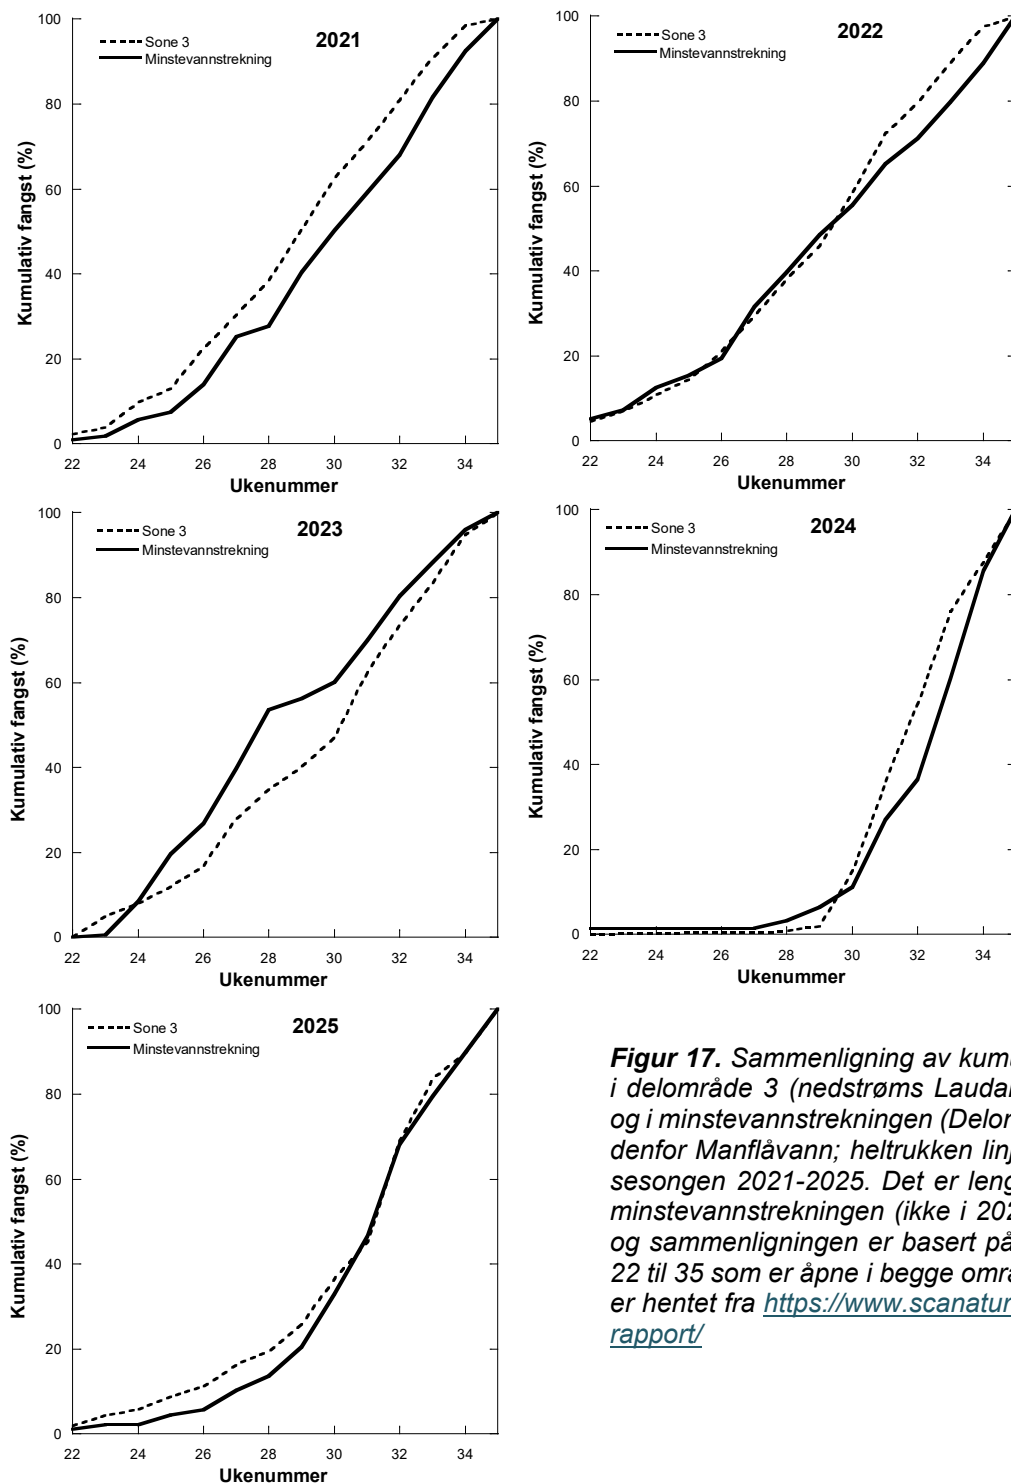 2021
Sone 3
Minstevannstrekning
Kumulativ fangst (%)
100
80
60
40
20
0
22 24 26 28 30 32 34
Ukenummer
2022
Sone 3
Minstevannstrekning
Kumulativ fangst (%)
100
80
60
40
20
0
22 24 26 28 30 32 34
Ukenummer
2023
Sone 3
Minstevannstrekning
Kumulativ fangst (%)
100
80
60
40
20
0
22 24 26 28 30 32 34
Ukenummer
2024
Sone 3
Minstevannstrekning
Kumulativ fangst (%)
100
80
60
40
20
0
22 24 26 28 30 32 34
Ukenummer
2025
Sone 3
Minstevannstrekning
Kumulativ fangst (%)
100
80
60
40
20
0
22 24 26 28 30 32 34
Ukenummer
Figur 17. Sammenligning av kumu
i delområde 3 (nedstrøms Laudal
og i minstevannstrekningen (Delom
denfor Manflåvann; heltrukken linj
sesongen 2021-2025. Det er leng
minstevannstrekningen (ikke i 202
og sammenligningen er basert på
22 til 35 som er åpne i begge områ
er hentet fra https://www.scanatur
rapport/